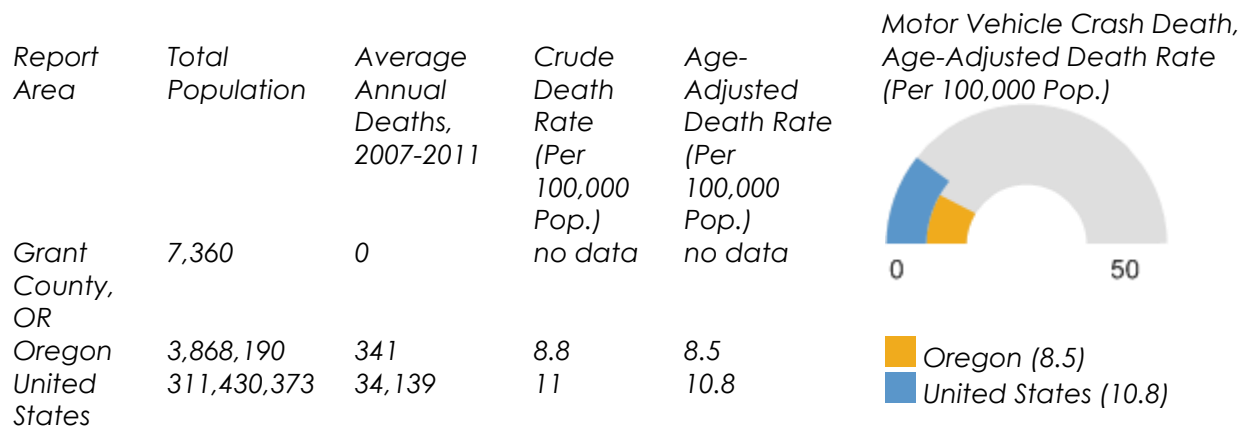 Report Area
Total Population
Average Annual Deaths, 2007-2011
Crude Death Rate (Per 100,000 Pop.)
Age-Adjusted Death Rate (Per 100,000 Pop.)
Motor Vehicle Crash Death,
Age-Adjusted Death Rate
(Per 100,000 Pop.)
Grant County, OR 7,360 0 no data no data
0 50
Oregon 3,868,190 341 8.8 8.5
United States 311,430,373 34,139 11 10.8
Oregon (8.5)
United States (10.8)